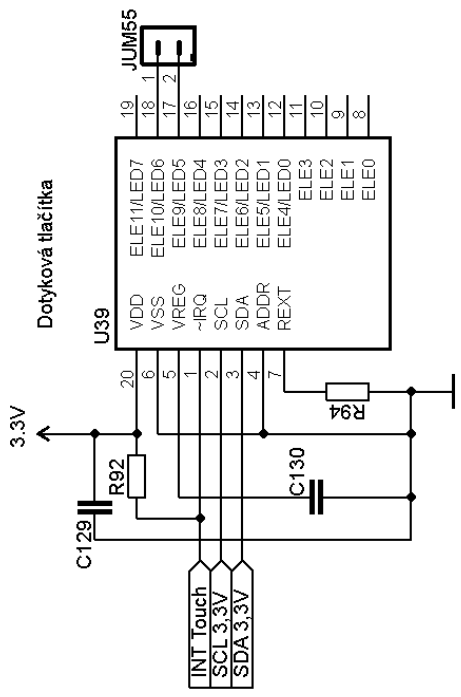 Dotyková tlačítka
3.3V
U39
JUM55
1
2
20 VDD
6 VSS
5 VREG
1 ~IRQ
2 SCL
3 SDA
4 ADDR
7 REXT
ELE11/LED7 19
ELE10/LED6 18
ELE9/LED5 17
ELE8/LED4 16
ELE7/LED3 15
ELE6/LED2 14
ELE5/LED1 13
ELE4/LED0 12
ELE3 11
ELE2 10
ELE1 9
ELE0 8
C129
R92
C130
R94
INT Touch
SCL 3,3V
SDA 3,3V